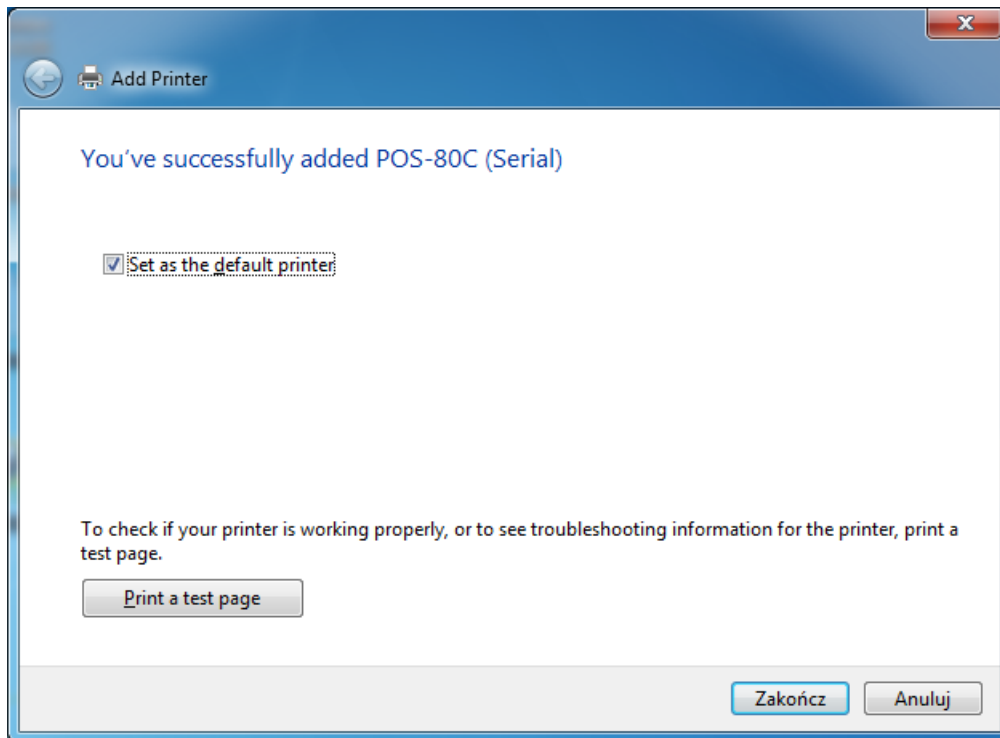 Add Printer
You've successfully added POS-80C (Serial)
Set as the default printer
To check if your printer is working properly, or to see troubleshooting information for the printer, print a
test page.
Print a test page
Zakończ
Anuluj